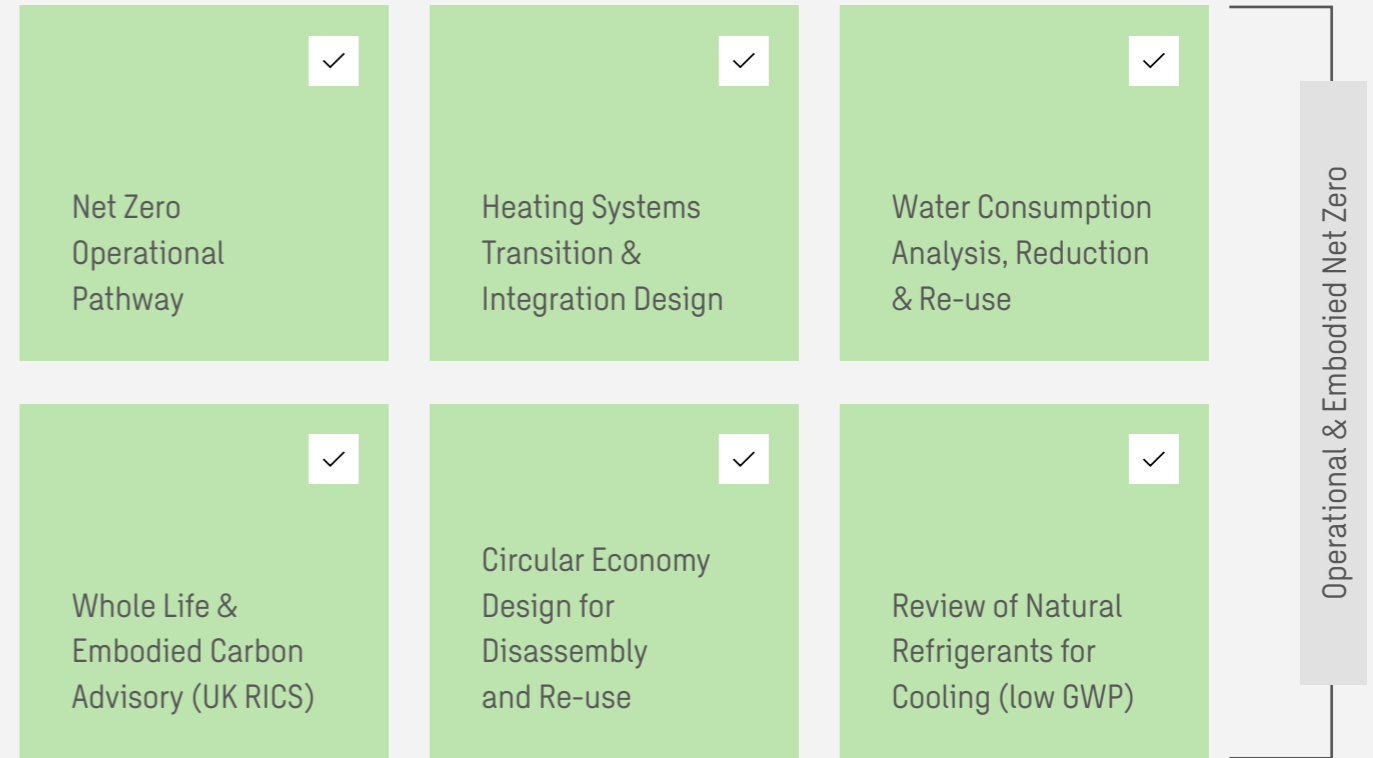 Net Zero
Operational
Pathway
Heating Systems
Transition &
Integration Design
Water Consumption
Analysis, Reduction
& Re-use
Whole Life &
Embodied Carbon
Advisory (UK RICS)
Circular Economy
Design for
Disassembly
and Re-use
Review of Natural
Refrigerants for
Cooling (low GWP)
Operational & Embodied Net Zero